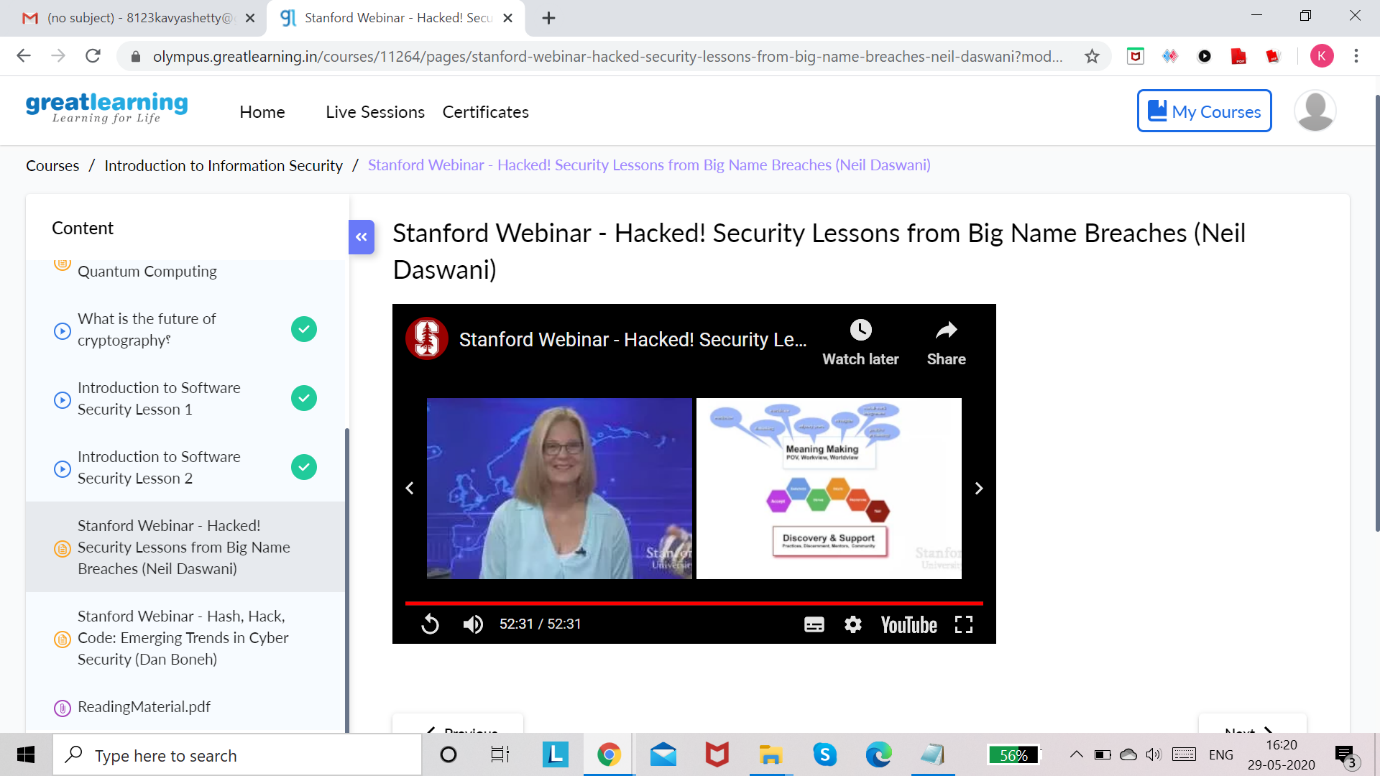 (no subject) - 8123kavyashetty@
Stanford Webinar - Hacked! Secu
olympus.greatlearning.in/courses/11264/pages/stanford-webinar-hacked-security-lessons-from-big-name-breaches-neil-daswani?mod...
K
greatlearning
Learning for Life
Home
Live Sessions
Certificates
My Courses
K
Courses / Introduction to Information Security / Stanford Webinar - Hacked! Security Lessons from Big Name Breaches (Neil Daswani)
Content
Quantum Computing
What is the future of
cryptography?
Introduction to Software
Security Lesson 1
Introduction to Software
Security Lesson 2
Stanford Webinar - Hacked!
Security Lessons from Big Name
Breaches (Neil Daswani)
Stanford Webinar - Hash, Hack,
Code: Emerging Trends in Cyber
Security (Dan Boneh)
ReadingMaterial.pdf
Stanford Webinar - Hacked! Security Lessons from Big Name Breaches (Neil
Daswani)
Stanford Webinar - Hacked! Security Le...
Watch later
Share
Meaning Making
POV, Workview, Worldview
Discovery & Support
52:31 / 52:31
YouTube
Previous
Next
Type here to search
L
S
56%
ENG
16:20
29-05-2020
3